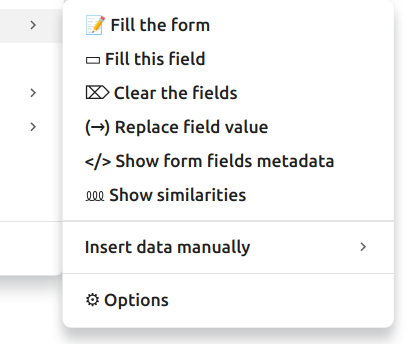 📝 Fill the form
▭ Fill this field
⌦ Clear the fields
(→) Replace field value
</> Show form fields metadata
⅏ Show similarities
Insert data manually
⚙ Options